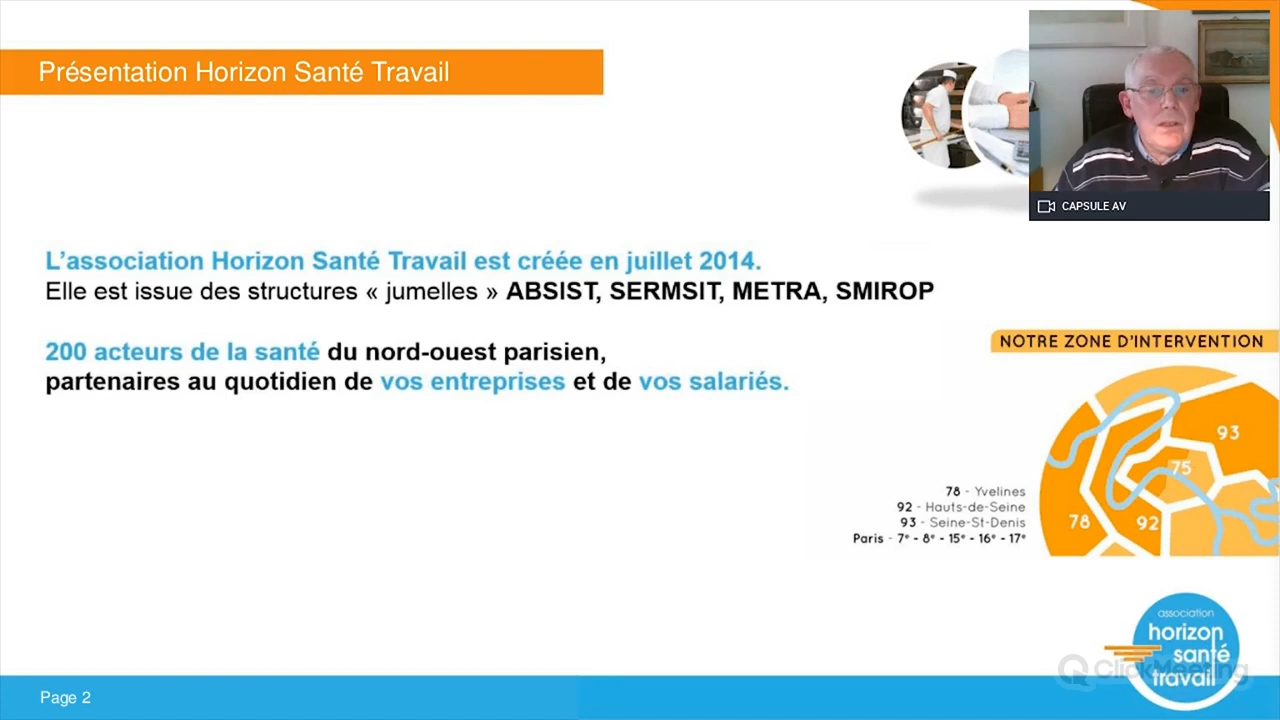 Présentation Horizon Santé Travail
CAPSULE AV
L’association Horizon Santé Travail est créée en juillet 2014.
Elle est issue des structures « jumelles » ABSIST, SERMSIT, METRA, SMIROP
200 acteurs de la santé du nord-ouest parisien,
partenaires au quotidien de vos entreprises et de vos salariés.
NOTRE ZONE D’INTERVENTION
93
75
78
92
78 - Yvelines
92 - Hauts-de-Seine
93 - Seine-St-Denis
Paris - 7ᵉ - 8ᵉ - 15ᵉ - 16ᵉ - 17ᵉ
association
horizon
santé
travail
ClickMeeting
Page 2